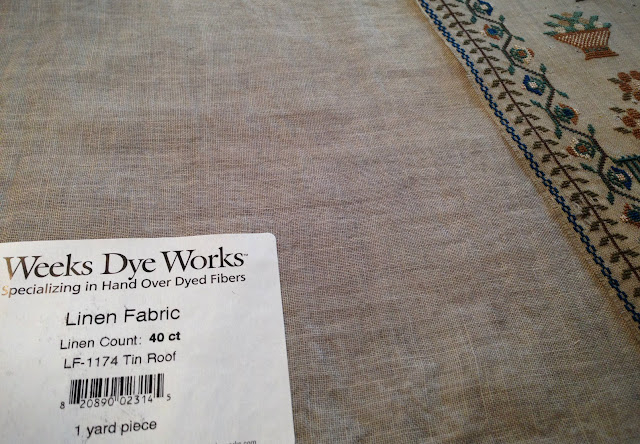 Weeks Dye Works™
Specializing in Hand Over Dyed Fibers
Linen Fabric
Linen Count: 40 ct
LF-1174 Tin Roof
8 20890 02314 5
1 yard piece